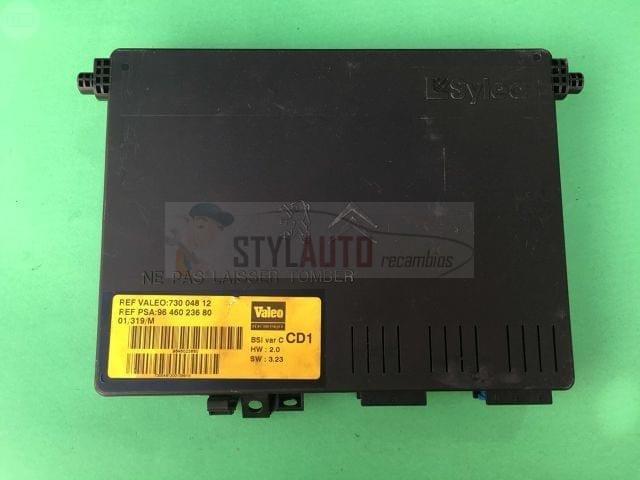 Sylea
STYLAUTO
recambios
NE PAS LAISSER TOMBER
REF VALEO:730 048 12
REF PSA:96 460 236 80
01/319/M
Valeo
BSI var C CD1
HW : 2.0
SW : 3.23